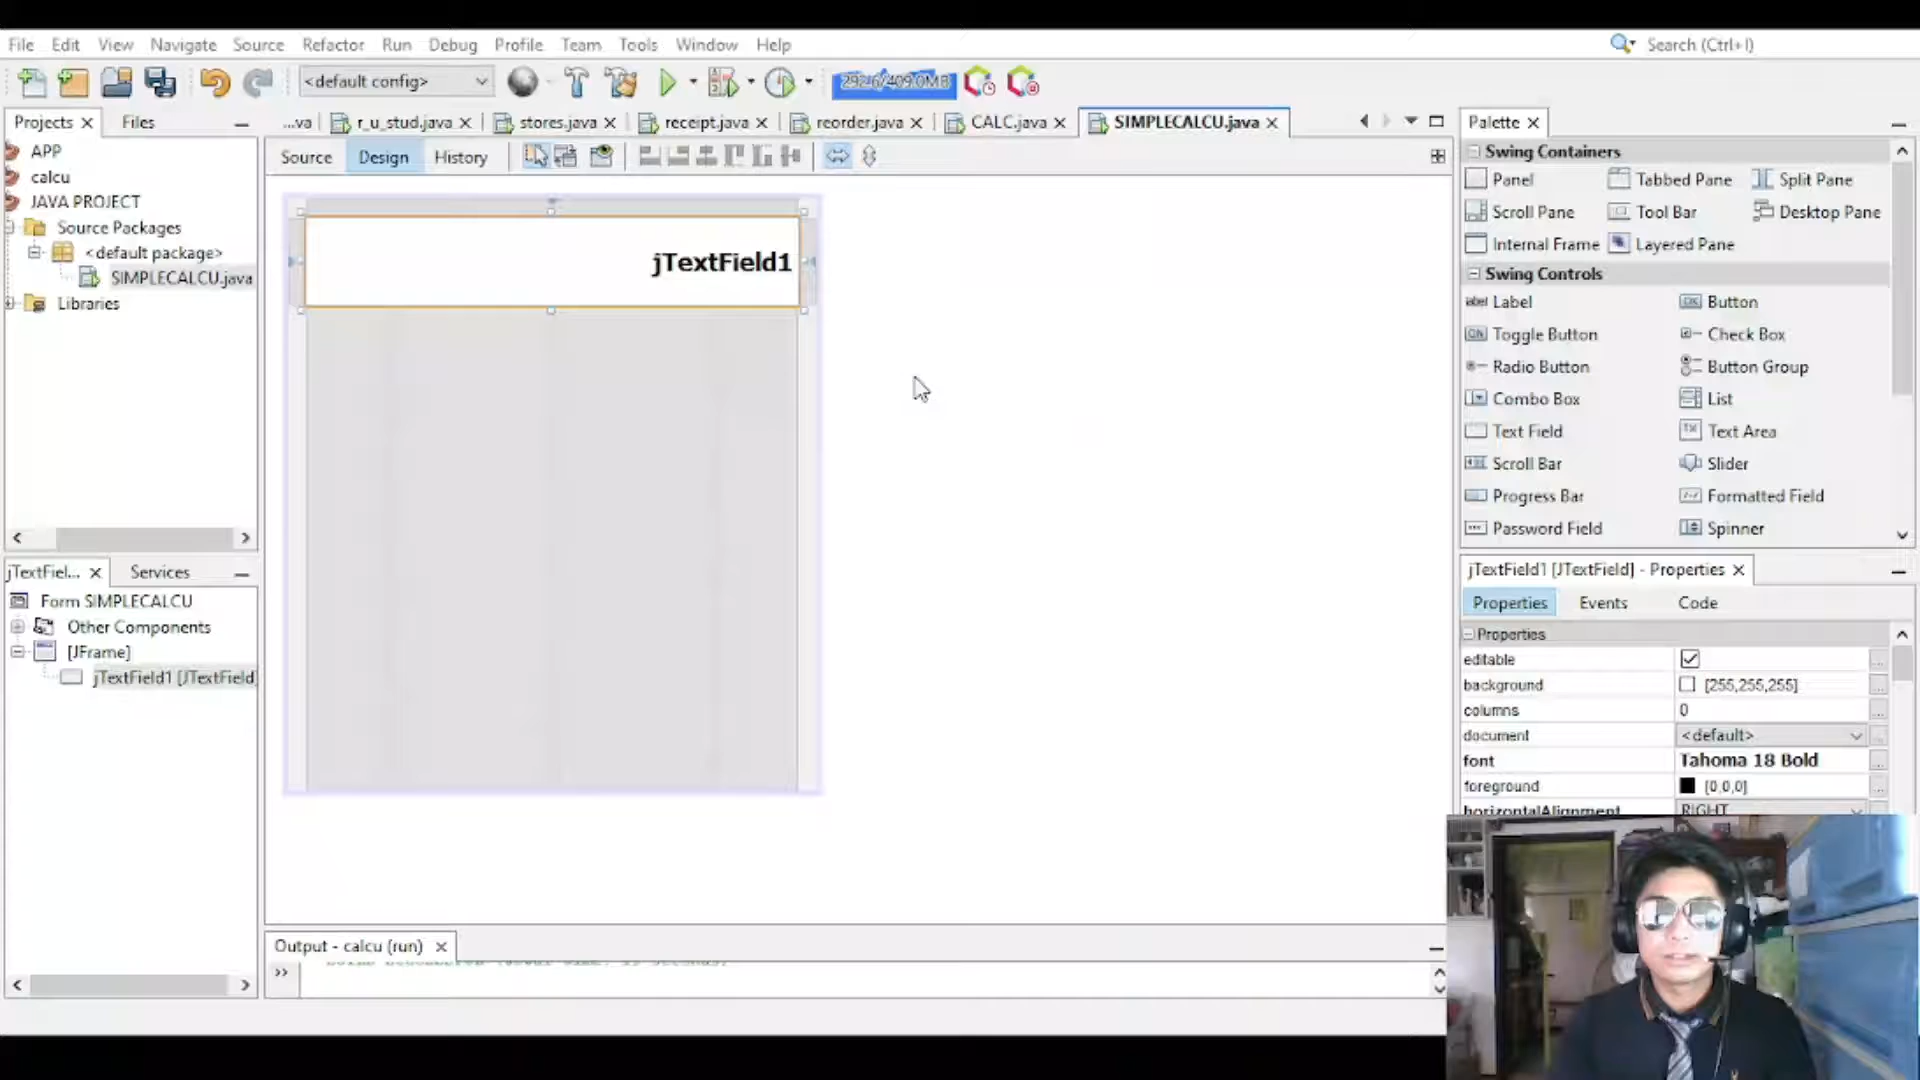 File Edit View Navigate Source Refactor Run Debug Profile Team Tools Window Help
Search (Ctrl+I)
<default config>
292.6/409.0MB
Projects Files
...va r_u_stud.java stores.java receipt.java reorder.java CALC.java SIMPLECALCU.java
Source Design History
APP
calcu
JAVA PROJECT
Source Packages
<default package>
SIMPLECALCU.java
Libraries
jTextFiel... Services
Form SIMPLECALCU
Other Components
[JFrame]
jTextField1 [JTextField]
jTextField1
Output - calcu (run)
Palette
Swing Containers
Panel Tabbed Pane Split Pane
Scroll Pane Tool Bar Desktop Pane
Internal Frame Layered Pane
Swing Controls
Label Button
Toggle Button Check Box
Radio Button Button Group
Combo Box List
Text Field Text Area
Scroll Bar Slider
Progress Bar Formatted Field
Password Field Spinner
jTextField1 [JTextField] - Properties
Properties Events Code
Properties
editable
background [255,255,255]
columns 0
document <default>
font Tahoma 18 Bold
foreground [0,0,0]
horizontalAlignment RIGHT